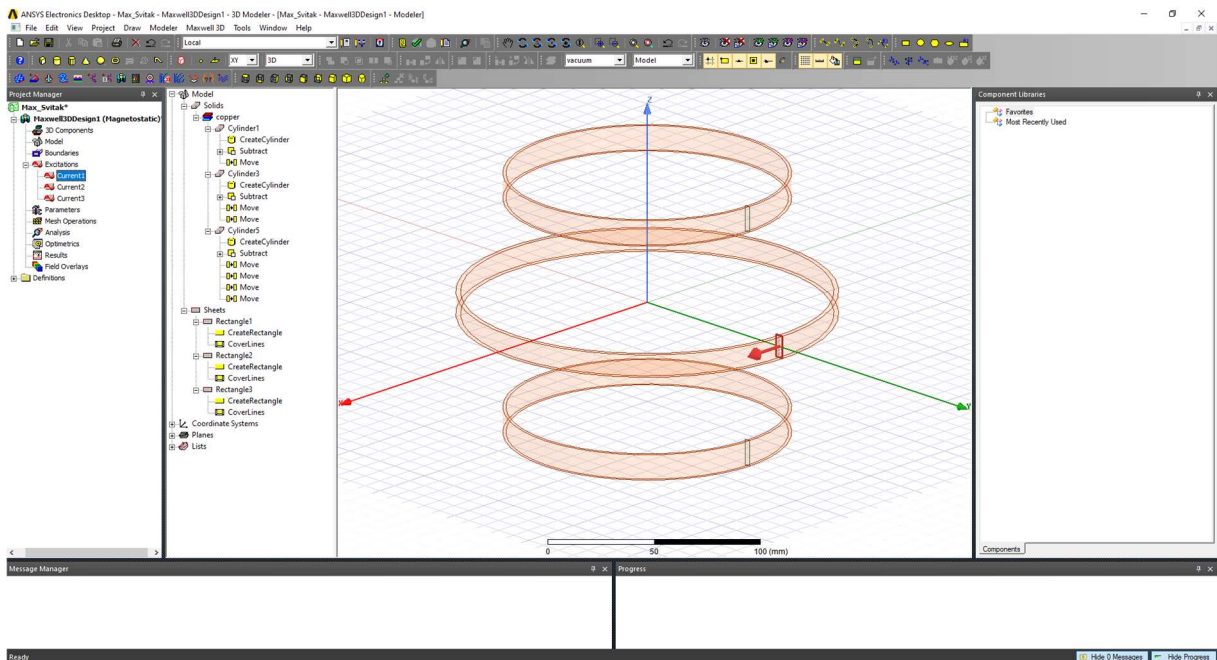 ANSYS Electronics Desktop - Max_Svitak - Maxwell3DDesign1 - 3D Modeler - [Max_Svitak - Maxwell3DDesign1 - Modeler]
File Edit View Project Draw Modeler Maxwell 3D Tools Window Help
Local
XY 3D vacuum Model
Project Manager
Max_Svitak*
Maxwell3DDesign1 (Magnetostatic)*
3D Components
Model
Boundaries
Excitations
Current1
Current2
Current3
Parameters
Mesh Operations
Analysis
Optimetrics
Results
Field Overlays
Definitions
Model
Solids
copper
Cylinder1
CreateCylinder
Subtract
Move
Cylinder3
CreateCylinder
Subtract
Move
Move
Cylinder5
CreateCylinder
Subtract
Move
Move
Move
Move
Sheets
Rectangle1
CreateRectangle
CoverLines
Rectangle2
CreateRectangle
CoverLines
Rectangle3
CreateRectangle
CoverLines
Coordinate Systems
Planes
Lists
Z
X
Y
0 50 100 (mm)
Component Libraries
Favorites
Most Recently Used
Components
Message Manager
Progress
Ready
Hide 0 Messages Hide Progress